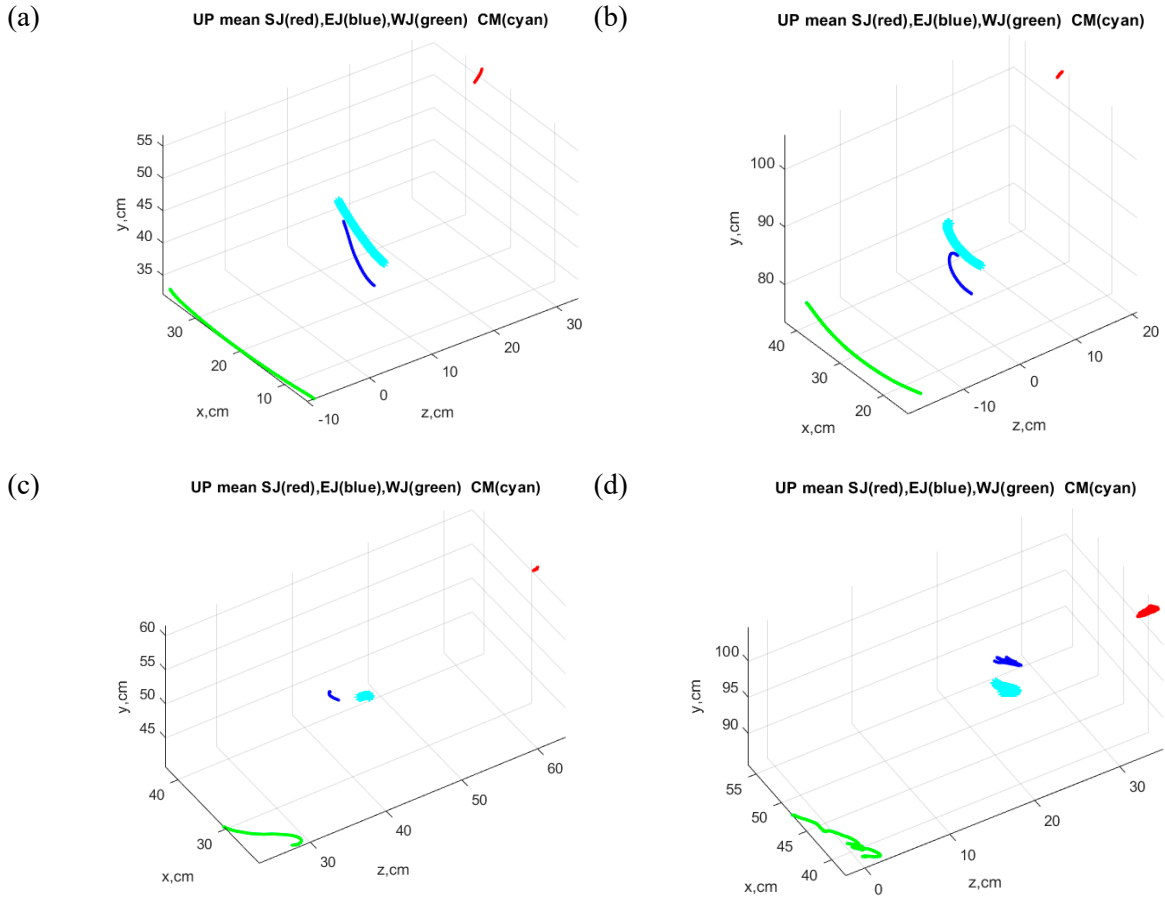 (a)
UP mean SJ(red),EJ(blue),WJ(green)  CM(cyan)
55
50
45
40
35
y,cm
30
20
10
x,cm
-10
0
10
20
30
z,cm
(b)
UP mean SJ(red),EJ(blue),WJ(green)  CM(cyan)
100
90
80
y,cm
40
30
20
x,cm
-10
0
10
20
z,cm
(c)
UP mean SJ(red),EJ(blue),WJ(green)  CM(cyan)
60
55
50
45
y,cm
40
30
x,cm
30
40
50
60
z,cm
(d)
UP mean SJ(red),EJ(blue),WJ(green)  CM(cyan)
100
95
90
y,cm
55
50
45
40
x,cm
0
10
20
30
z,cm